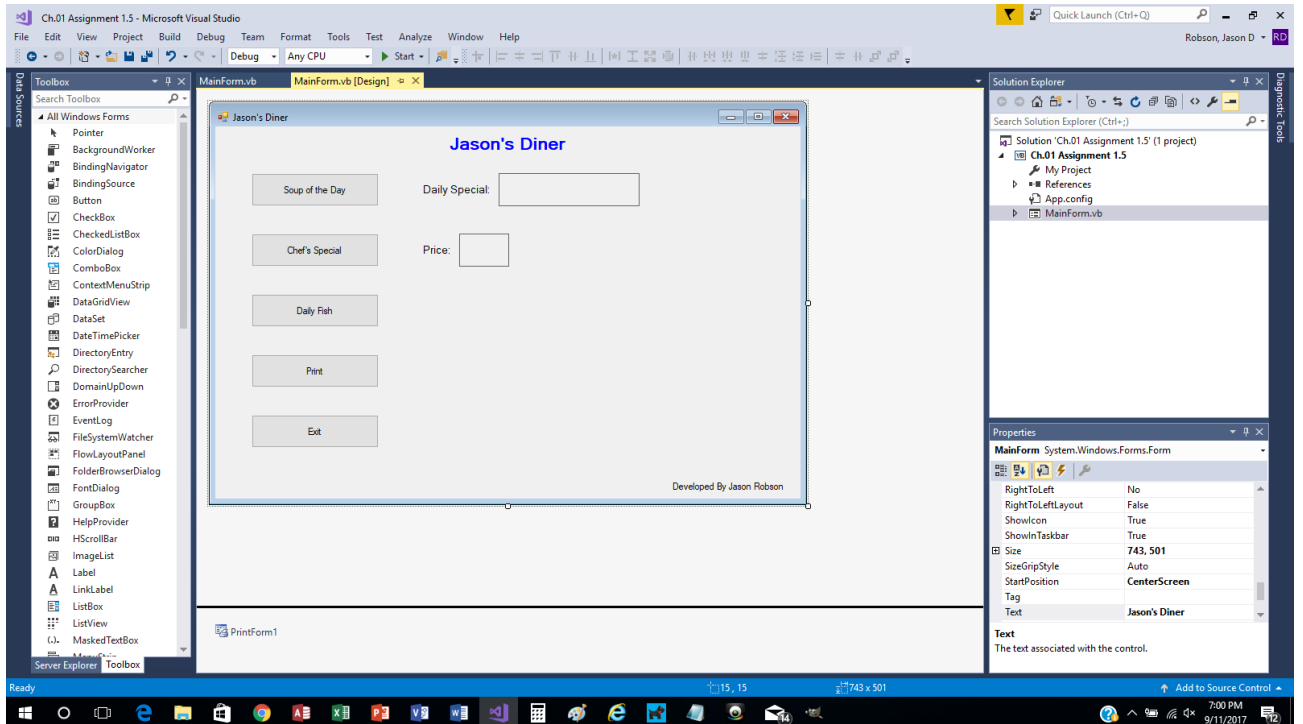 Ch.01 Assignment 1.5 - Microsoft Visual Studio
Quick Launch (Ctrl+Q)
File Edit View Project Build Debug Team Format Tools Test Analyze Window Help
Robson, Jason D RD
Debug Any CPU Start
Data Sources
Toolbox
Search Toolbox
All Windows Forms
Pointer
BackgroundWorker
BindingNavigator
BindingSource
Button
CheckBox
CheckedListBox
ColorDialog
ComboBox
ContextMenuStrip
DataGridView
DataSet
DateTimePicker
DirectoryEntry
DirectorySearcher
DomainUpDown
ErrorProvider
EventLog
FileSystemWatcher
FlowLayoutPanel
FolderBrowserDialog
FontDialog
GroupBox
HelpProvider
HScrollBar
ImageList
Label
LinkLabel
ListBox
ListView
MaskedTextBox
Server Explorer Toolbox
MainForm.vb MainForm.vb [Design]
Jason's Diner
Jason's Diner
Soup of the Day Daily Special:
Chef's Special Price:
Daily Fish
Print
Exit
Developed By Jason Robson
PrintForm1
Solution Explorer
Search Solution Explorer (Ctrl+;)
Solution 'Ch.01 Assignment 1.5' (1 project)
Ch.01 Assignment 1.5
My Project
References
App.config
MainForm.vb
Diagnostic Tools
Properties
MainForm System.Windows.Forms.Form
RightToLeft No
RightToLeftLayout False
ShowIcon True
ShowInTaskbar True
Size 743, 501
SizeGripStyle Auto
StartPosition CenterScreen
Tag
Text Jason's Diner
Text
The text associated with the control.
Ready 15, 15 743 x 501 Add to Source Control
7:00 PM
9/11/2017